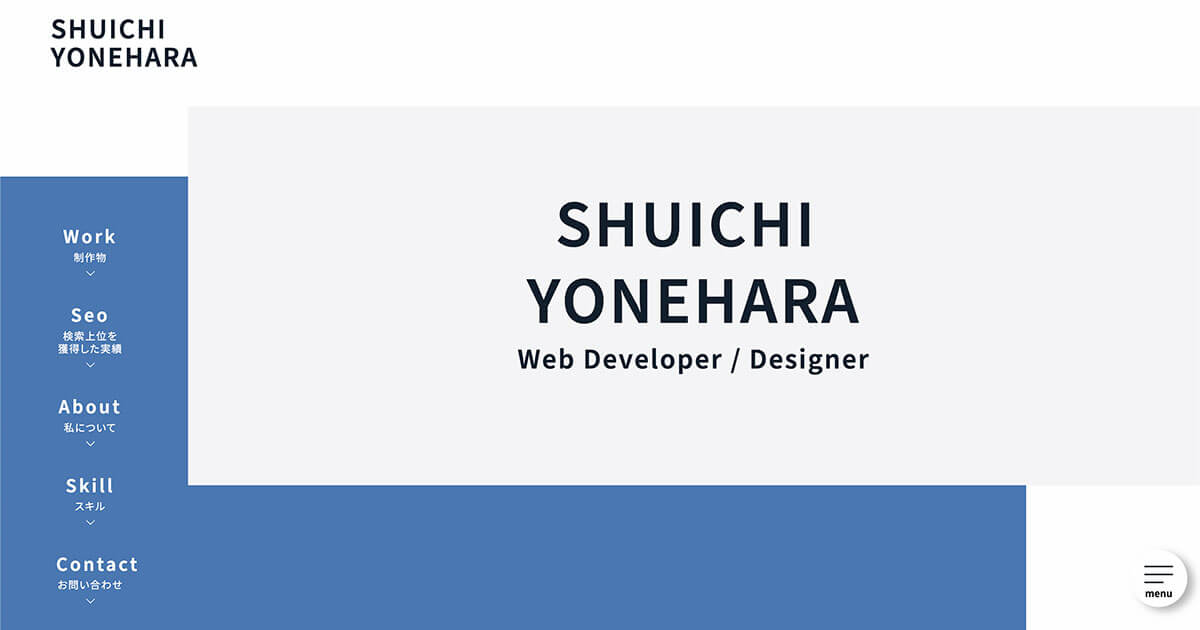 SHUICHI
YONEHARA
Work
制作物
Seo
検索上位を
獲得した実績
About
私について
Skill
スキル
Contact
お問い合わせ
SHUICHI
YONEHARA
Web Developer / Designer
menu